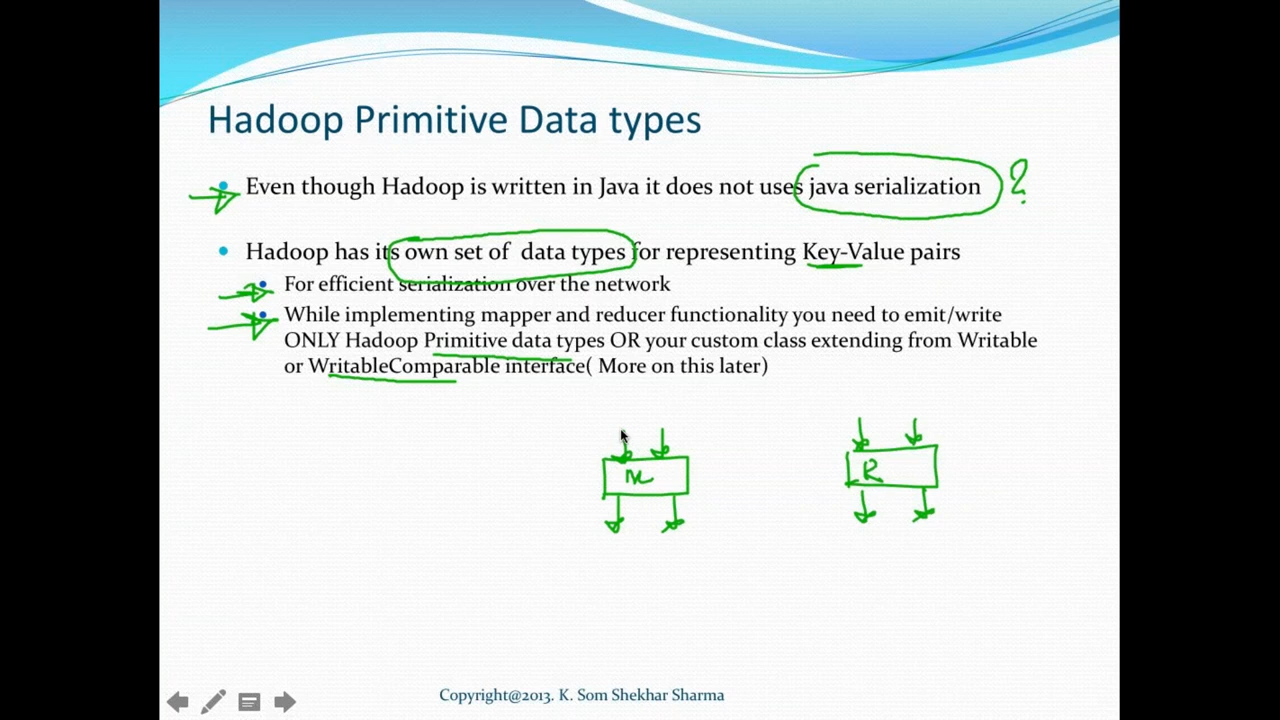 Hadoop Primitive Data types
Even though Hadoop is written in Java it does not uses java serialization ?
Hadoop has its own set of data types for representing Key-Value pairs
For efficient serialization over the network
While implementing mapper and reducer functionality you need to emit/write
ONLY Hadoop Primitive data types OR your custom class extending from Writable
or WritableComparable interface( More on this later)
M R
Copyright@2013. K. Som Shekhar Sharma